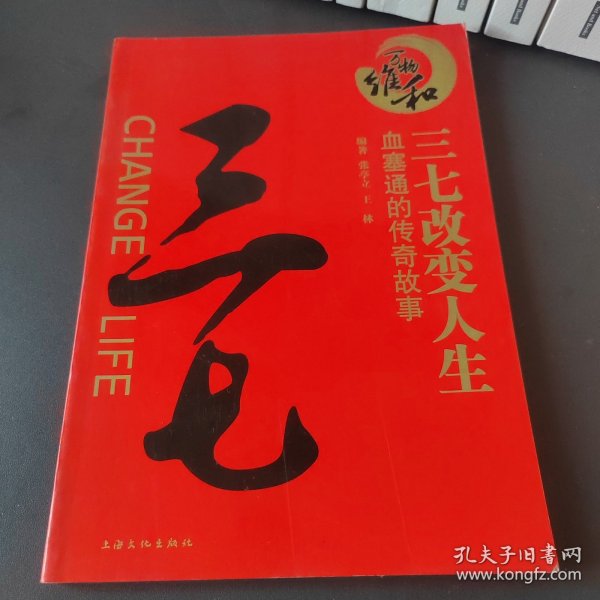 万物
维和
三七改变人生
血塞通的传奇故事
编著 张亭立 王林
三七
CHANGE LIFE
上海文化出版社
孔夫子旧书网
www.kongfz.com